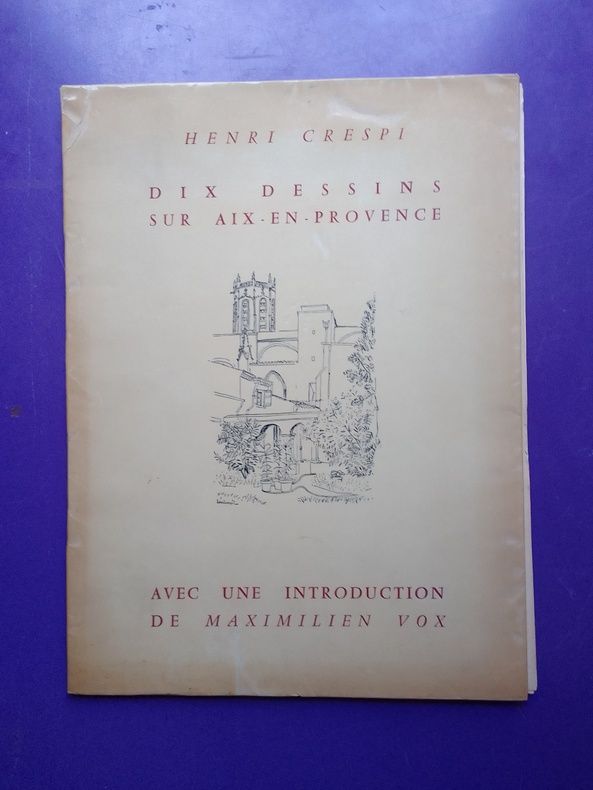 HENRI CRESPI
DIX DESSINS
SUR AIX-EN-PROVENCE
AVEC UNE INTRODUCTION
DE MAXIMILIEN VOX